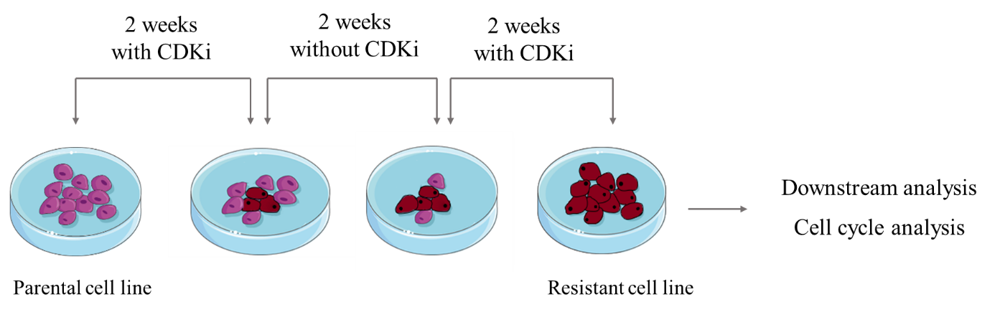 2 weeks
with CDKi
2 weeks
without CDKi
2 weeks
with CDKi
Downstream analysis
Cell cycle analysis
Parental cell line
Resistant cell line